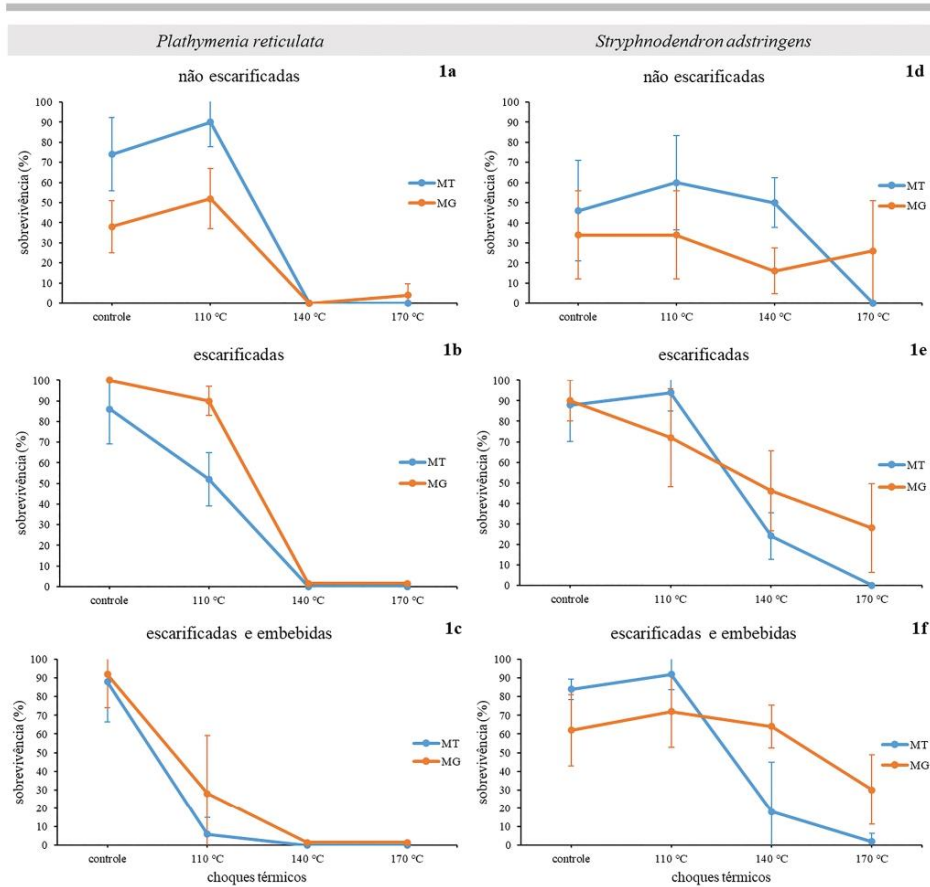 Plathymenia reticulata
Stryphnodendron adstringens
não escarificadas
1a
sobrevivência (%)
100
90
80
70
60
50
40
30
20
10
0
controle 110 °C 140 °C 170 °C
MT
MG
não escarificadas
1d
sobrevivência (%)
100
90
80
70
60
50
40
30
20
10
0
controle 110 °C 140 °C 170 °C
MT
MG
escarificadas
1b
sobrevivência (%)
100
90
80
70
60
50
40
30
20
10
0
controle 110 °C 140 °C 170 °C
MT
MG
escarificadas
1e
sobrevivência (%)
100
90
80
70
60
50
40
30
20
10
0
controle 110 °C 140 °C 170 °C
MT
MG
escarificadas e embebidas
1c
sobrevivência (%)
100
90
80
70
60
50
40
30
20
10
0
controle 110 °C 140 °C 170 °C
choques térmicos
MT
MG
escarificadas e embebidas
1f
sobrevivência (%)
100
90
80
70
60
50
40
30
20
10
0
controle 110 °C 140 °C 170 °C
choques térmicos
MT
MG